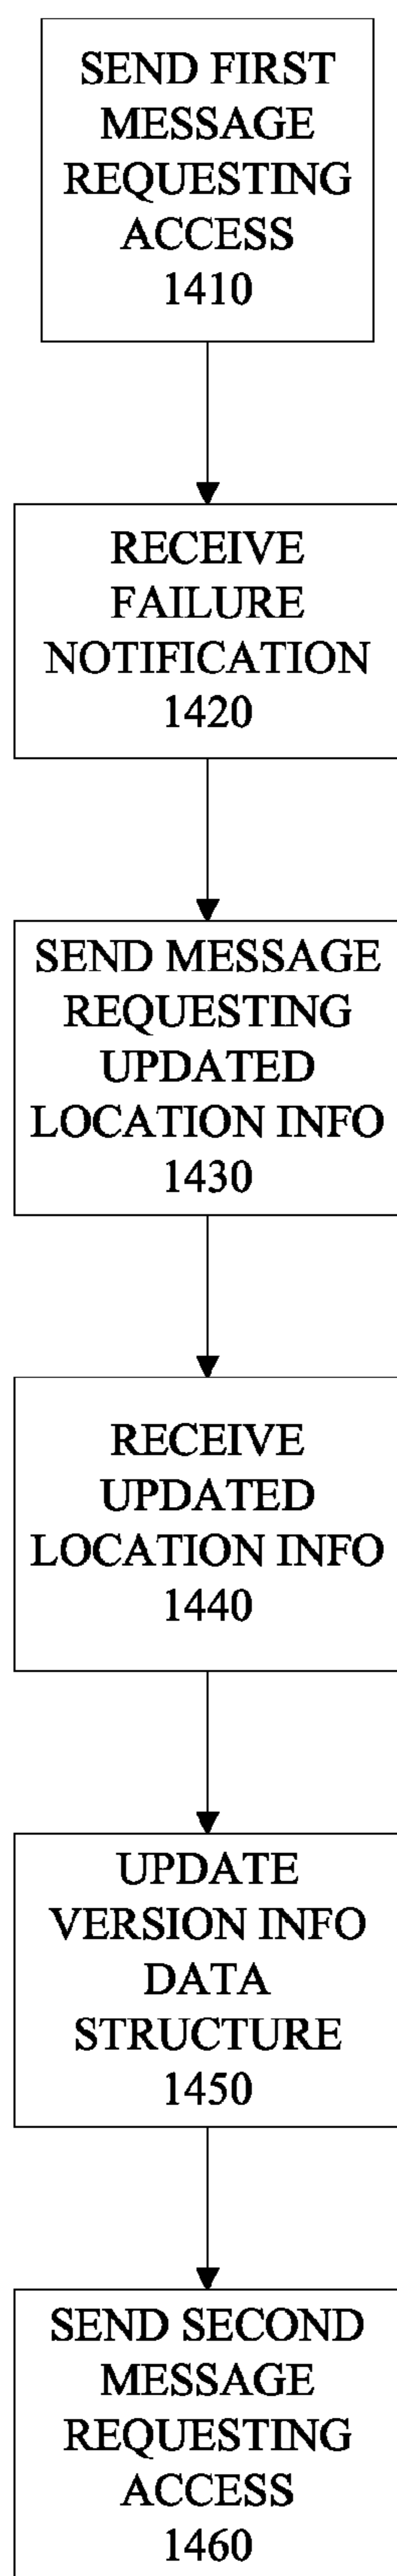 SEND FIRST
MESSAGE
REQUESTING
ACCESS
1410
RECEIVE
FAILURE
NOTIFICATION
1420
SEND MESSAGE
REQUESTING
UPDATED
LOCATION INFO
1430
RECEIVE
UPDATED
LOCATION INFO
1440
UPDATE
VERSION INFO
DATA
STRUCTURE
1450
SEND SECOND
MESSAGE
REQUESTING
ACCESS
1460